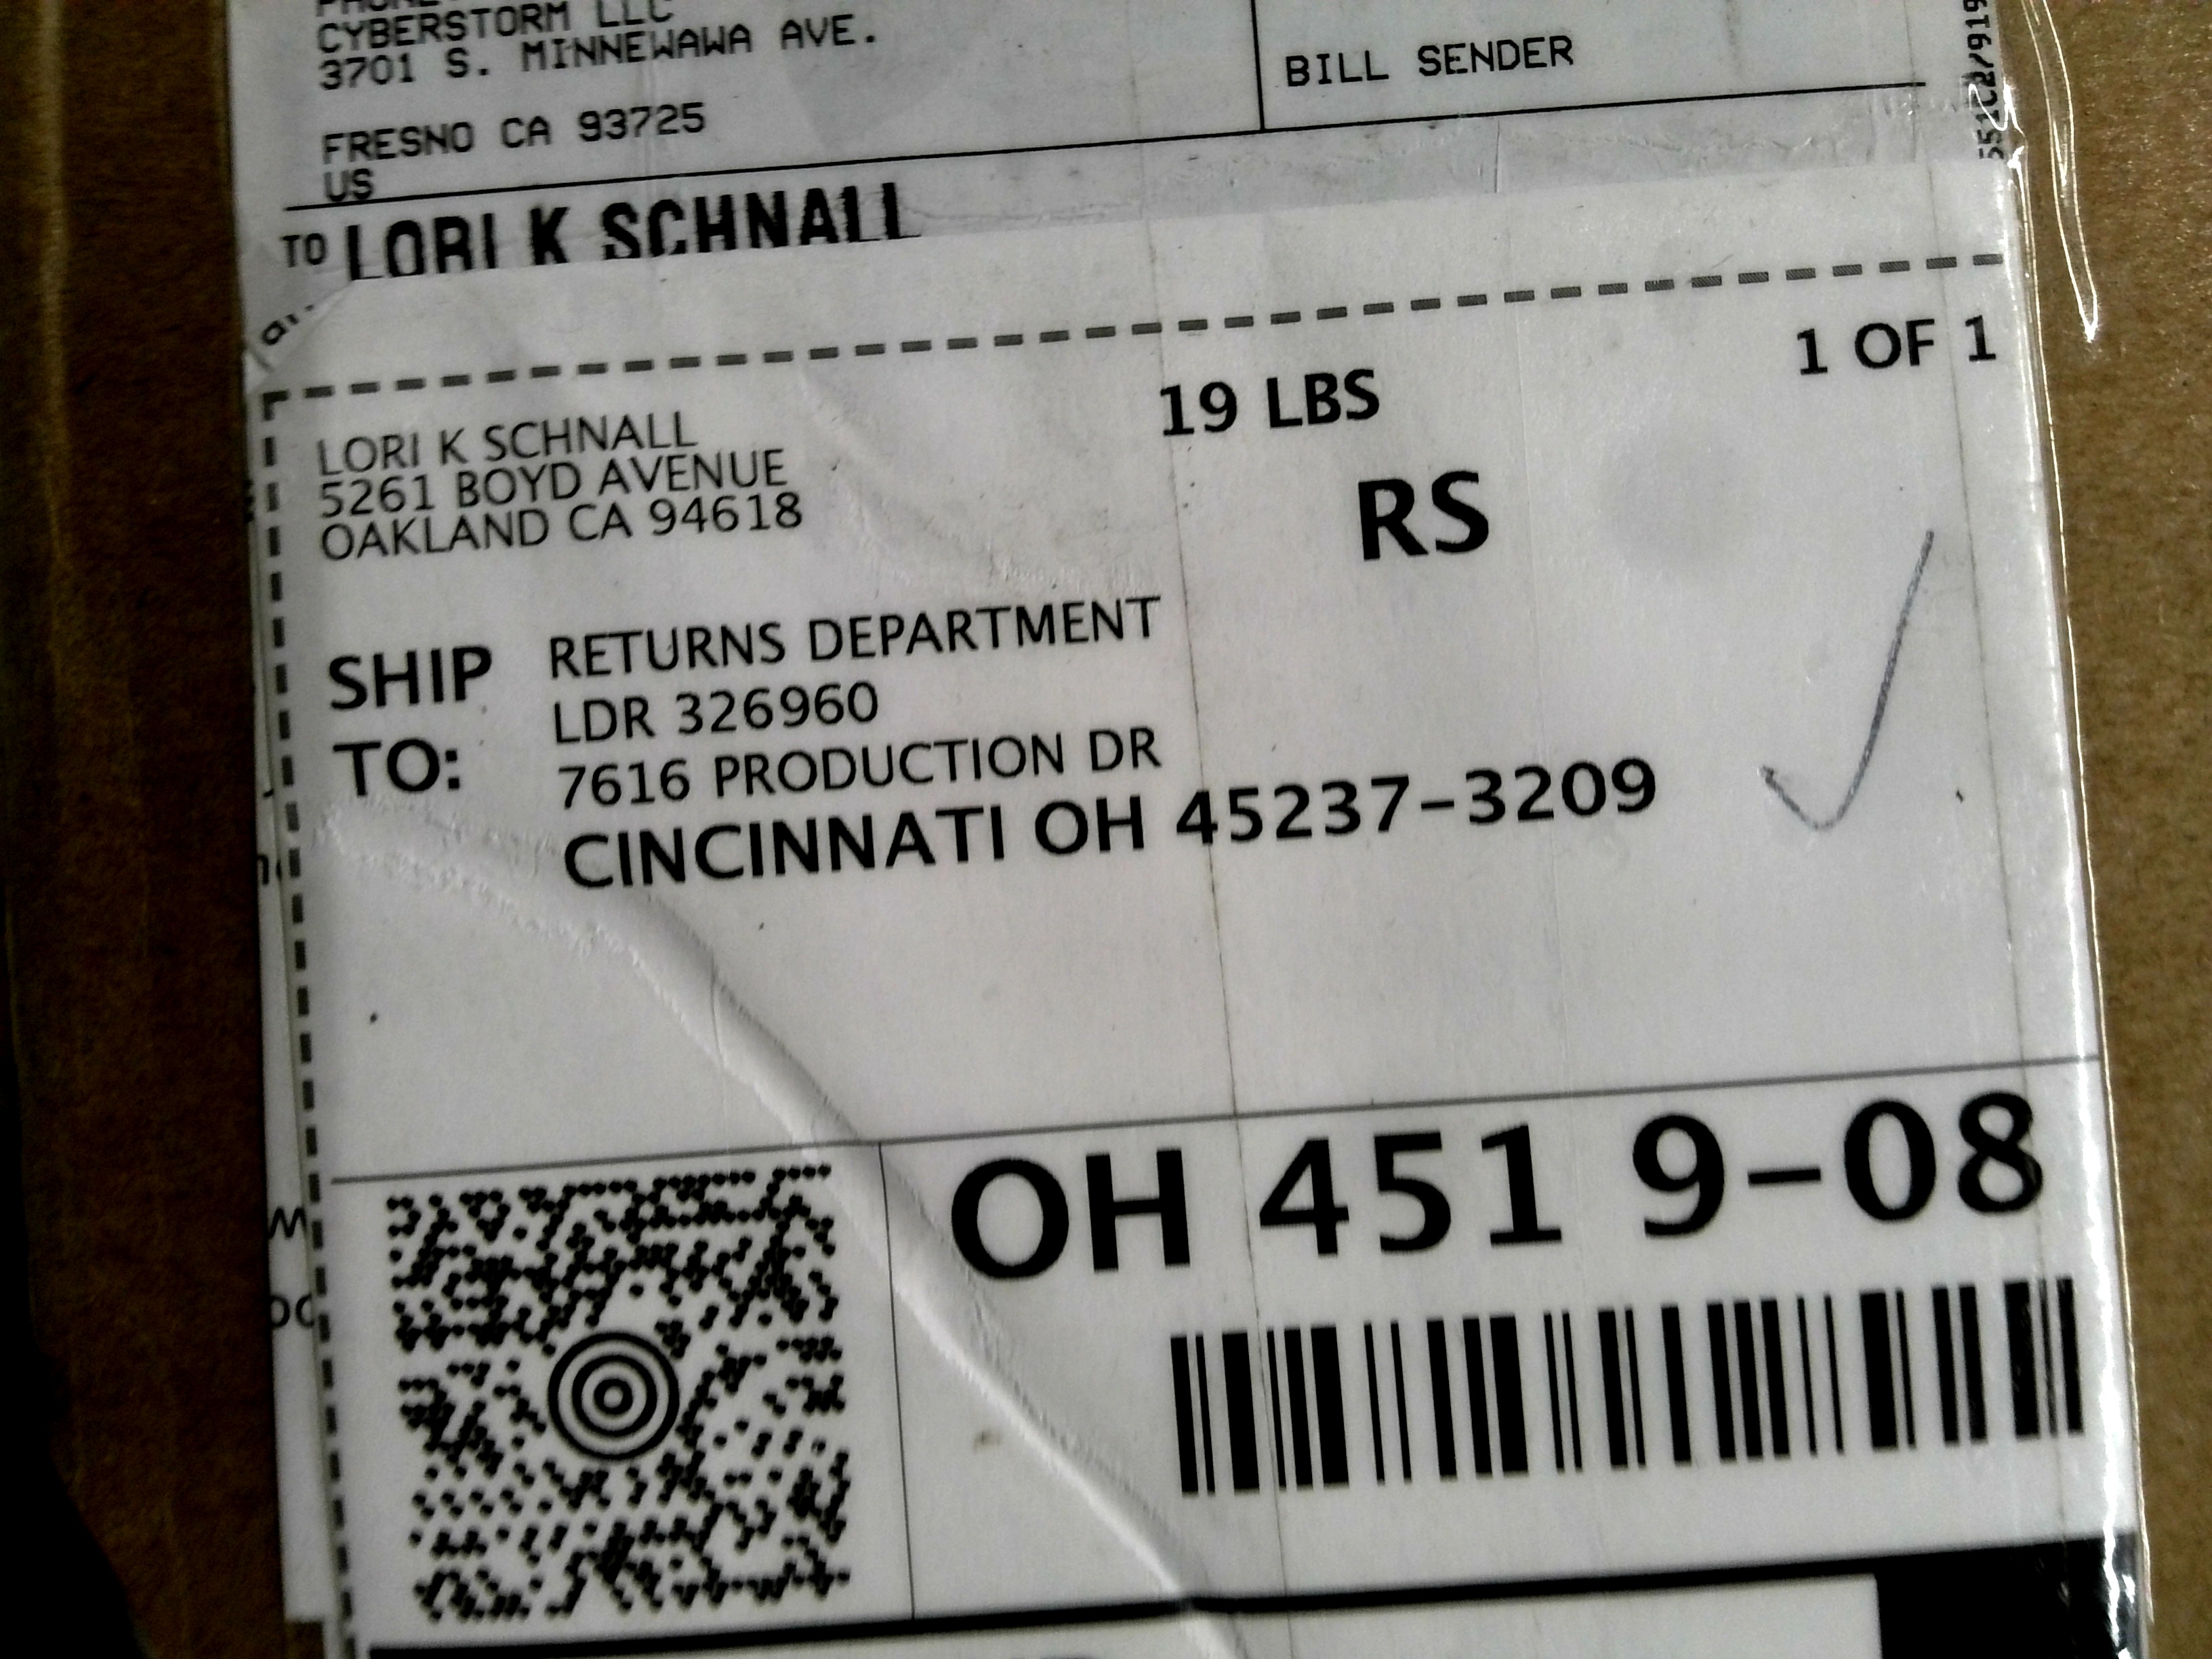 CYBERSTORM LLC
3701 S. MINNEWAWA AVE.
FRESNO CA 93725
US
BILL SENDER
TO LORI K SCHNALL
1 OF 1
19 LBS
RS
LORI K SCHNALL
5261 BOYD AVENUE
OAKLAND CA 94618
SHIP TO:
RETURNS DEPARTMENT
LDR 326960
7616 PRODUCTION DR
CINCINNATI OH 45237-3209
OH 451 9-08